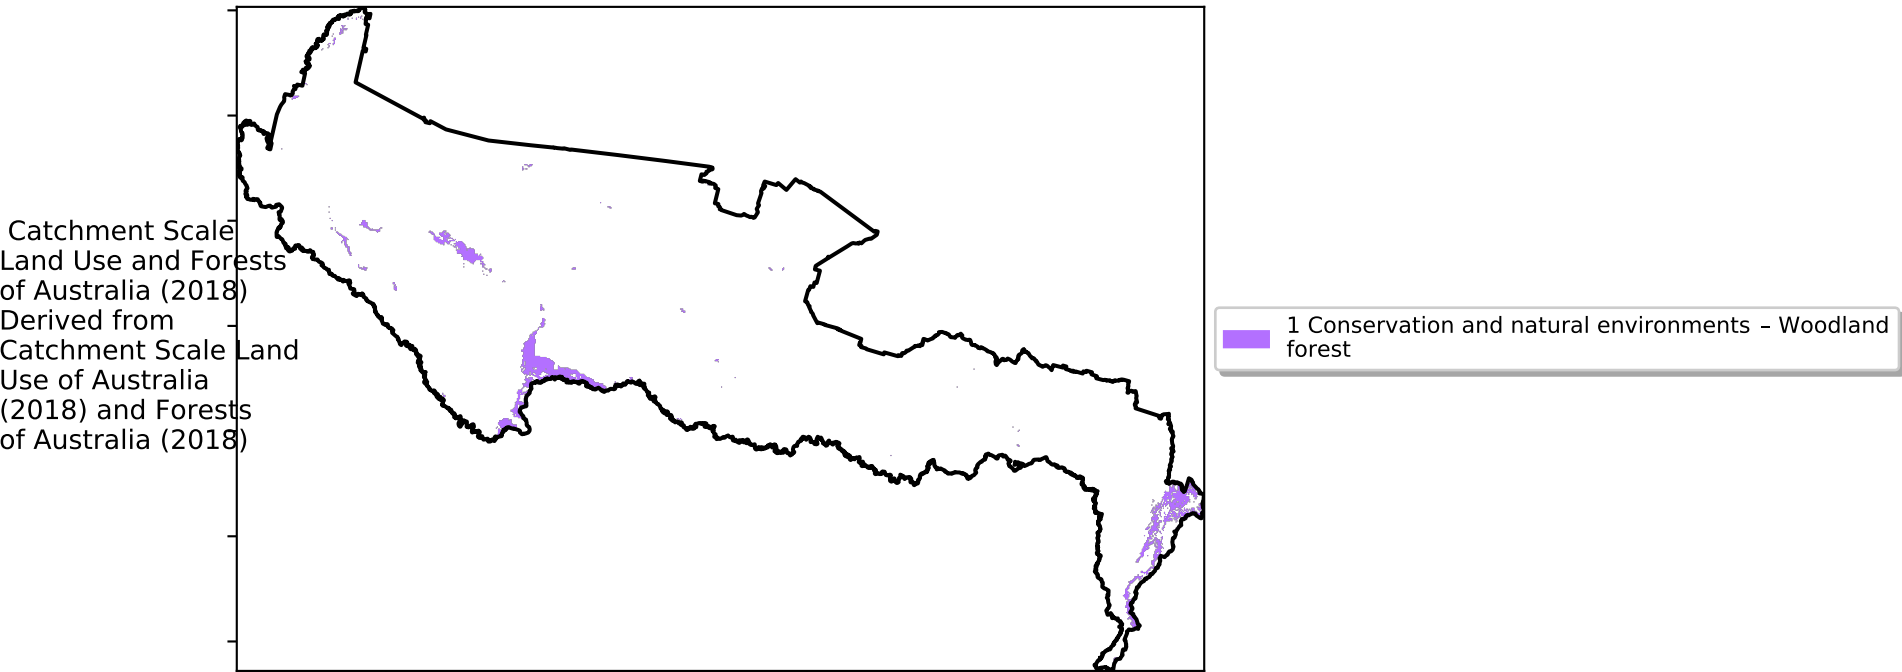 Catchment Scale
Land Use and Forests
of Australia (2018)
Derived from
Catchment Scale Land
Use of Australia
(2018) and Forests
of Australia (2018)
1 Conservation and natural environments – Woodland
forest